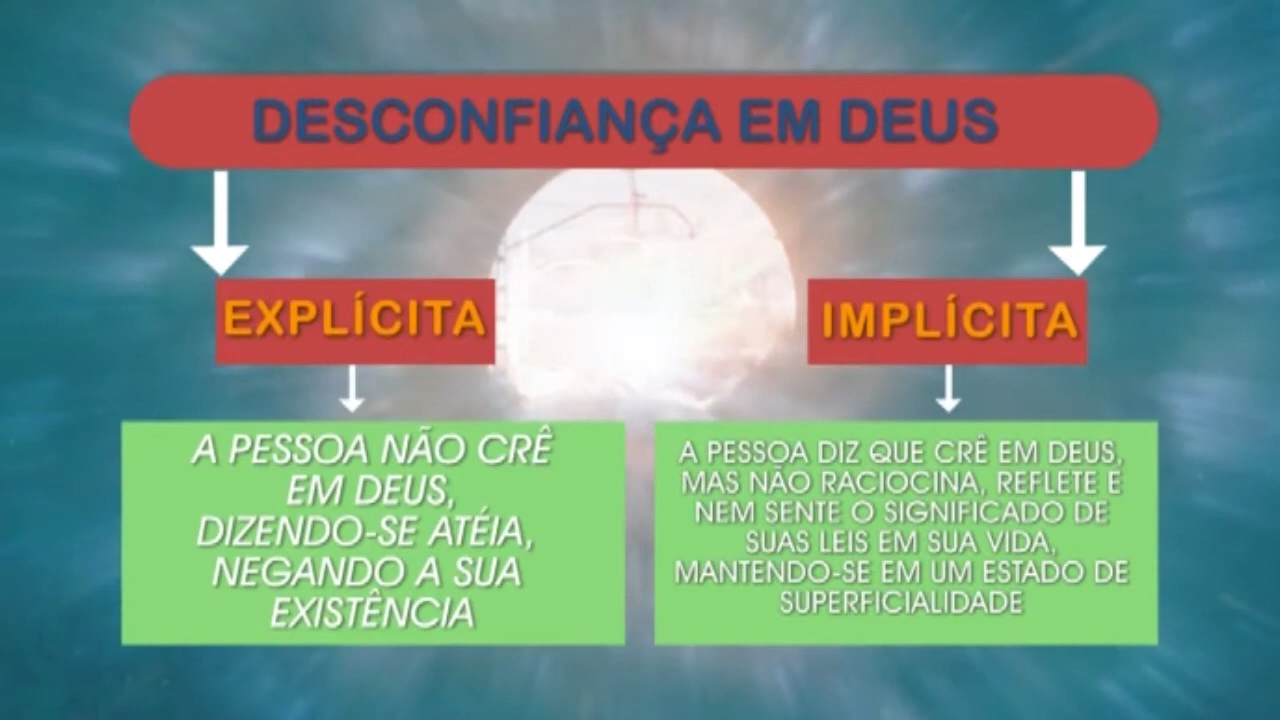 DESCONFIANÇA EM DEUS
EXPLÍCITA
IMPLÍCITA
A PESSOA NÃO CRÊ
EM DEUS,
DIZENDO-SE ATÉIA,
NEGANDO A SUA
EXISTÊNCIA
A PESSOA DIZ QUE CRÊ EM DEUS,
MAS NÃO RACIOCINA, REFLETE E
NEM SENTE O SIGNIFICADO DE
SUAS LEIS EM SUA VIDA,
MANTENDO-SE EM UM ESTADO DE
SUPERFICIALIDADE